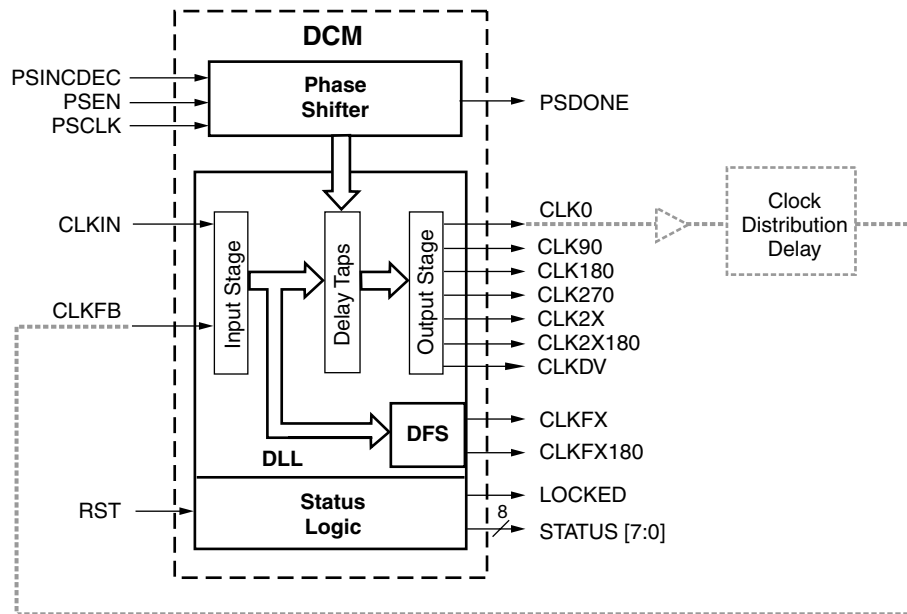 DCM
PSINCDEC
PSEN
PSCLK
Phase
Shifter
PSDONE
CLKIN
CLKFB
Input Stage
Delay Taps
Output Stage
CLK0
CLK90
CLK180
CLK270
CLK2X
CLK2X180
CLKDV
Clock
Distribution
Delay
DFS
CLKFX
CLKFX180
DLL
RST
Status
Logic
LOCKED
8
STATUS [7:0]